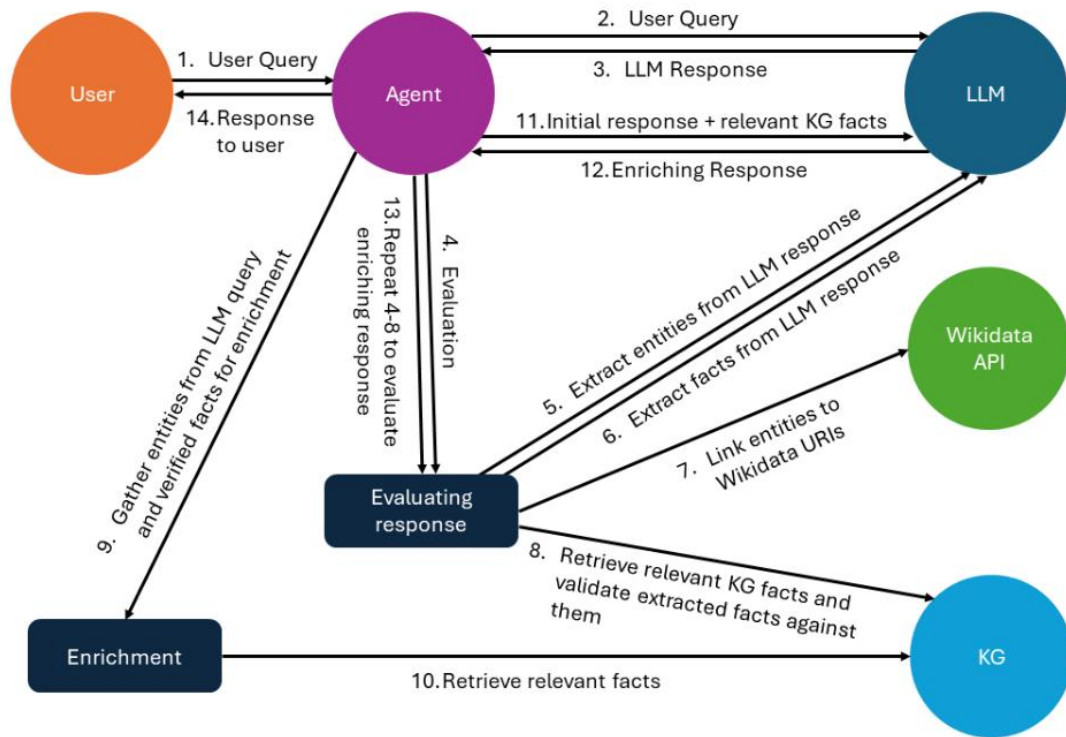 User
Agent
LLM
1. User Query
14.Response
to user
2. User Query
3. LLM Response
11.Initial response + relevant KG facts
12.Enriching Response
13.Repeat 4-8 to evaluate
enriching response
4. Evaluation
5. Extract entities from LLM response
6. Extract facts from LLM response
Wikidata
API
7. Link entities to
Wikidata URIs
9. Gather entities from LLM query
and verified facts for enrichment
Evaluating
response
8. Retrieve relevant KG facts and
validate extracted facts against
them
Enrichment
10.Retrieve relevant facts
KG